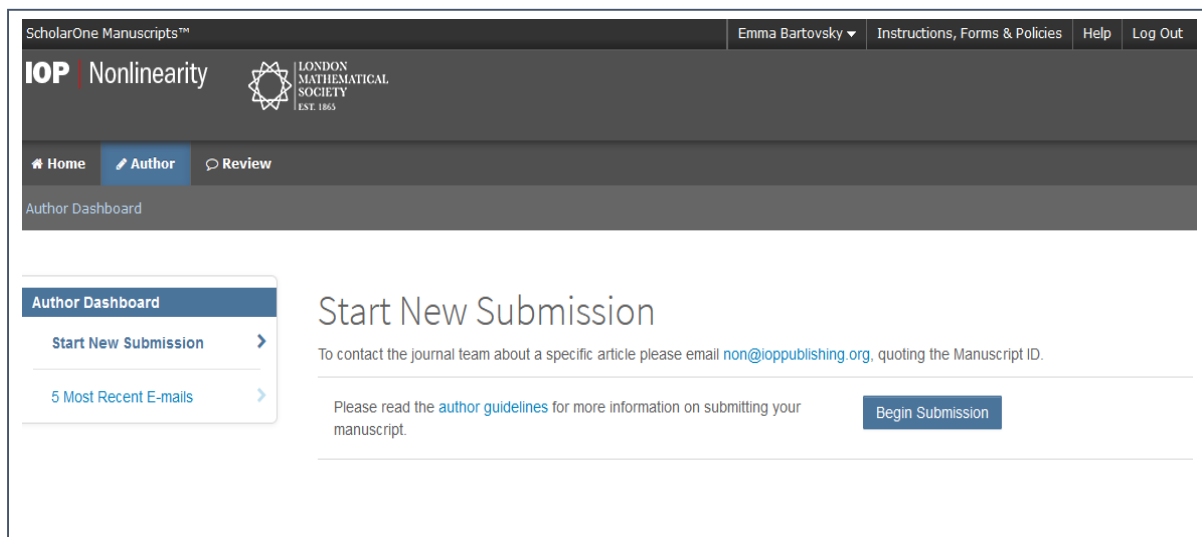 ScholarOne Manuscripts™ Emma Bartovsky Instructions, Forms & Policies Help Log Out
IOP Nonlinearity
LONDON
MATHEMATICAL
SOCIETY
EST. 1865
Home Author Review
Author Dashboard
Author Dashboard
Start New Submission
5 Most Recent E-mails
Start New Submission
To contact the journal team about a specific article please email non@ioppublishing.org, quoting the Manuscript ID.
Please read the author guidelines for more information on submitting your
manuscript.
Begin Submission